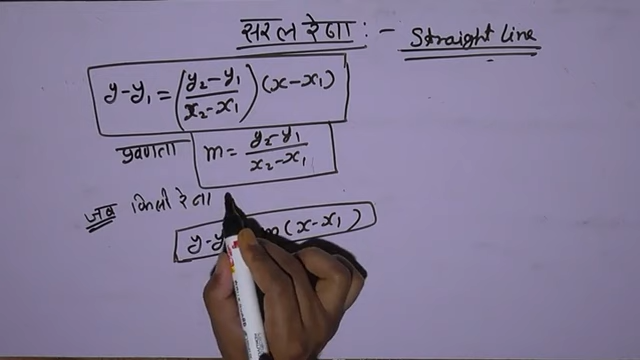 सरल रेखा :- Straight Line
y-y₁ = (y₂-y₁/x₂-x₁) (x-x₁)
प्रवणता m = y₂-y₁/x₂-x₁
जब किसी रेखा
y-y m(x-x₁)